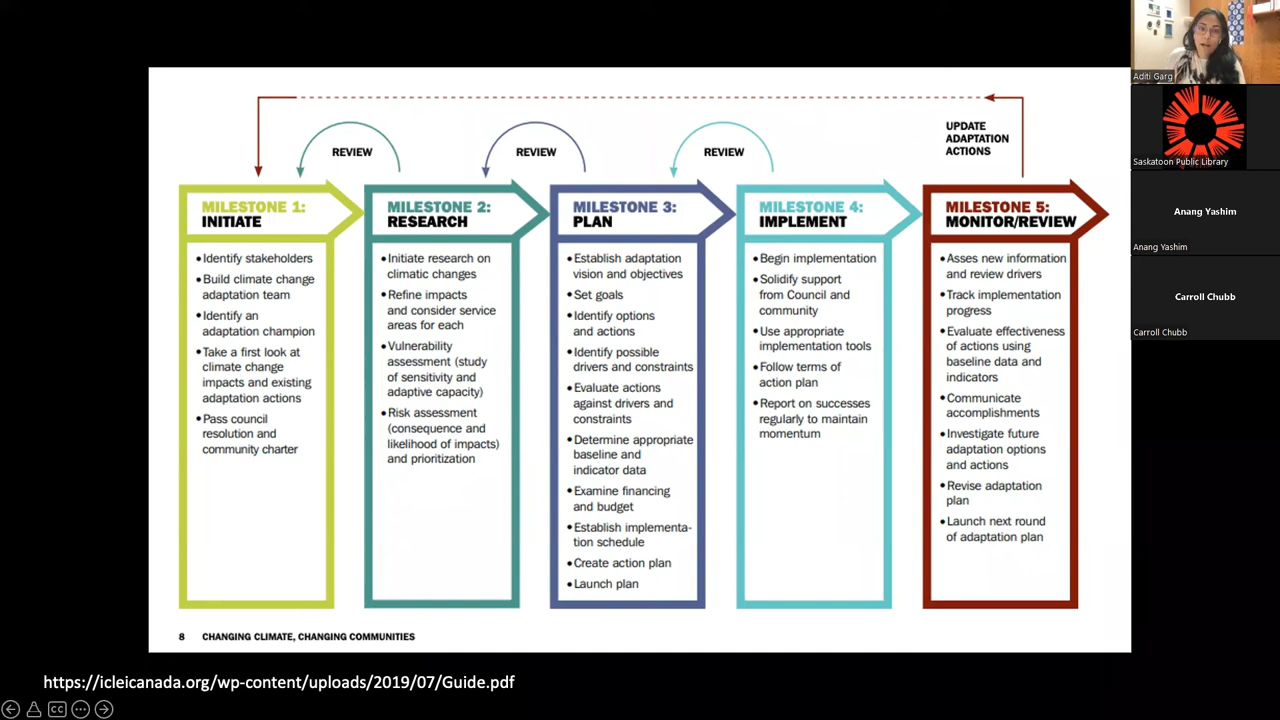 UPDATE
ADAPTATION
ACTIONS
REVIEW
REVIEW
REVIEW
MILESTONE 1:
INITIATE
•Identify stakeholders
•Build climate change
adaptation team
•Identify an
adaptation champion
•Take a first look at
climate change
impacts and existing
adaptation actions
•Pass council
resolution and
community charter
MILESTONE 2:
RESEARCH
•Initiate research on
climatic changes
•Refine impacts
and consider service
areas for each
•Vulnerability
assessment (study
of sensitivity and
adaptive capacity)
•Risk assessment
(consequence and
likelihood of impacts)
and prioritization
MILESTONE 3:
PLAN
•Establish adaptation
vision and objectives
•Set goals
•Identify options
and actions
•Identify possible
drivers and constraints
•Evaluate actions
against drivers and
constraints
•Determine appropriate
baseline and
indicator data
•Examine financing
and budget
•Establish implementa-
tion schedule
•Create action plan
•Launch plan
MILESTONE 4:
IMPLEMENT
•Begin implementation
•Solidify support
from Council and
community
•Use appropriate
implementation tools
•Follow terms of
action plan
•Report on successes
regularly to maintain
momentum
MILESTONE 5:
MONITOR/REVIEW
•Asses new information
and review drivers
•Track implementation
progress
•Evaluate effectiveness
of actions using
baseline data and
indicators
•Communicate
accomplishments
•Investigate future
adaptation options
and actions
•Revise adaptation
plan
•Launch next round
of adaptation plan
8 CHANGING CLIMATE, CHANGING COMMUNITIES
https://icleicanada.org/wp-content/uploads/2019/07/Guide.pdf
CC
Aditi Garg
Saskatoon Public Library
Anang Yashim
Anang Yashim
Carroll Chubb
Carroll Chubb